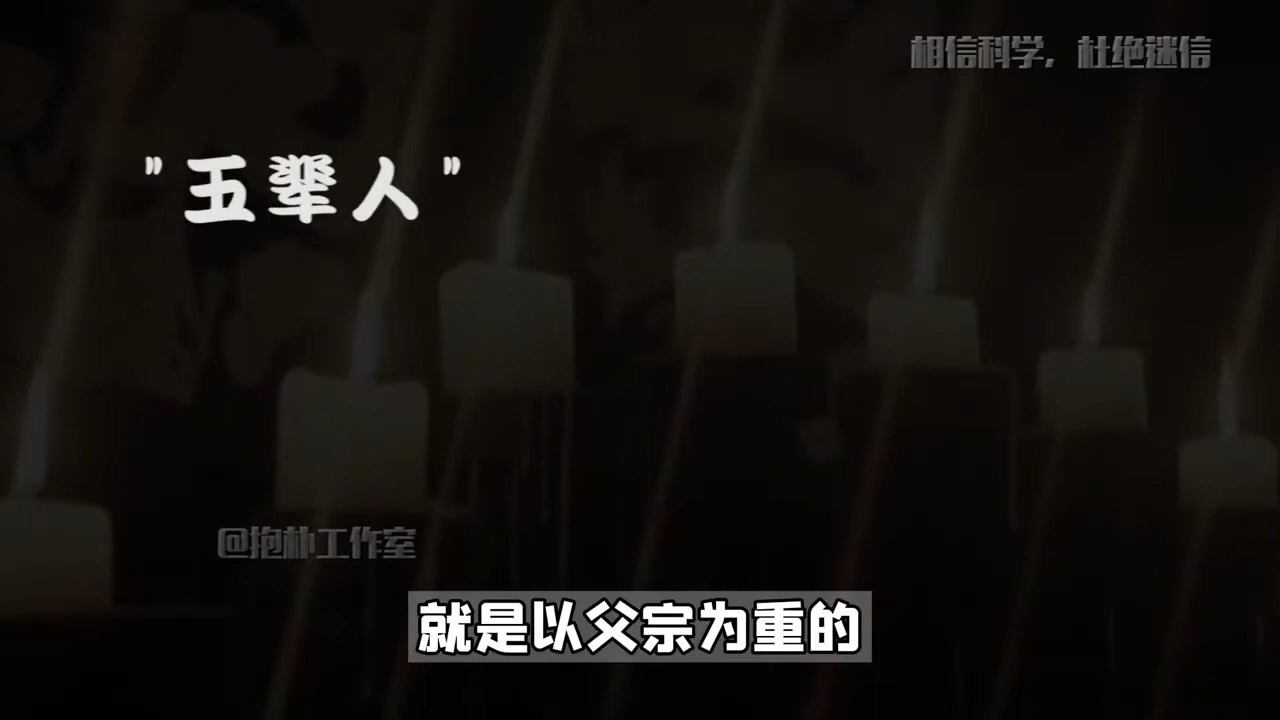 相信科学，杜绝迷信
"五辈人"
@抱朴工作室
就是以父宗为重的